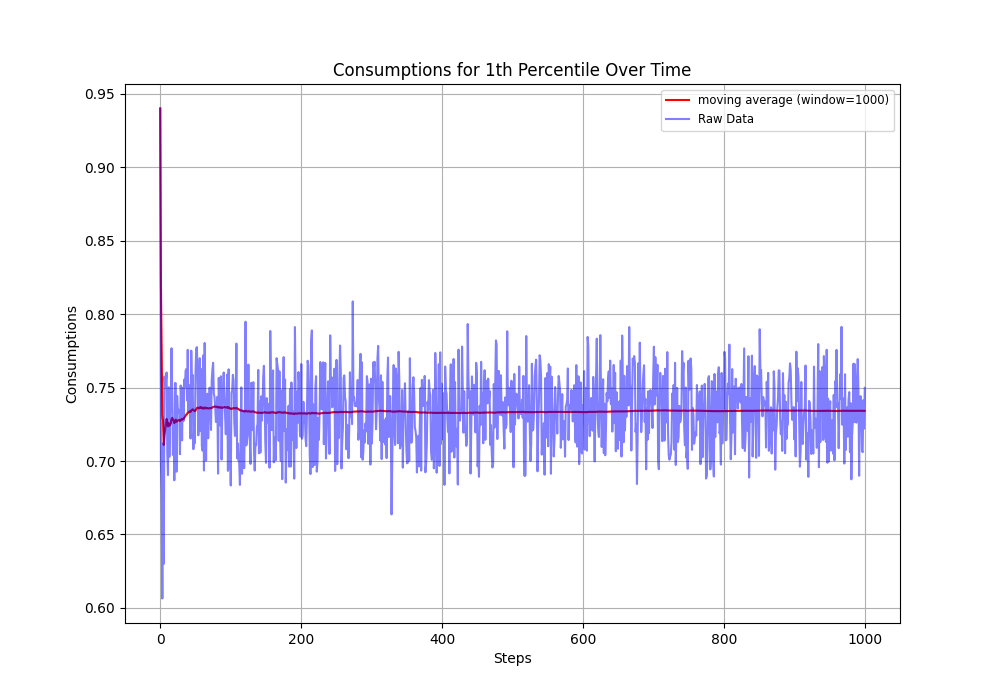 Consumptions for 1th Percentile Over Time
moving average (window=1000)
Raw Data
0.95
0.90
0.85
0.80
0.75
0.70
0.65
0.60
Consumptions
0 200 400 600 800 1000
Steps